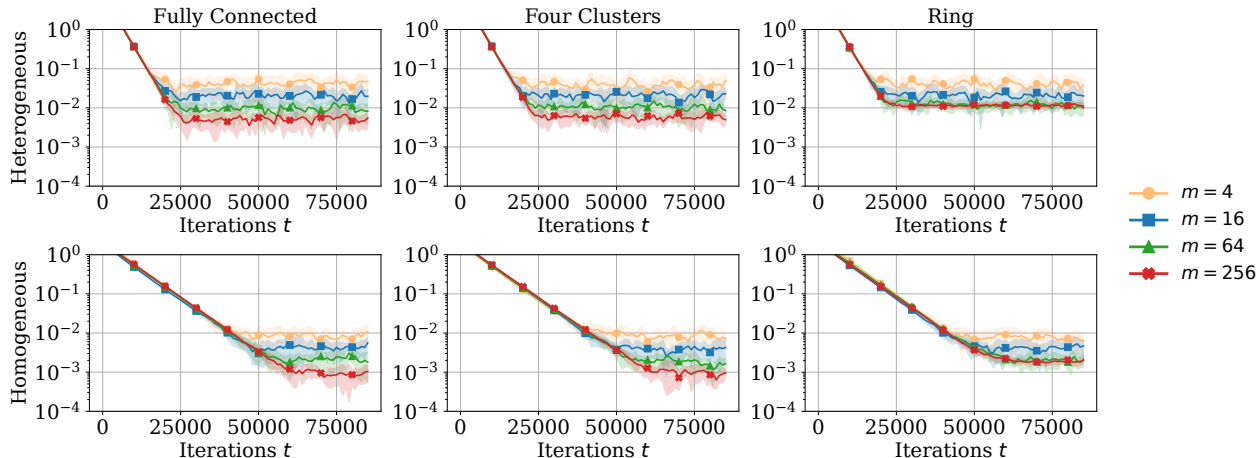 Fully Connected
Four Clusters
Ring
Heterogeneous
10^0
10^-1
10^-2
10^-3
10^-4
0 25000 50000 75000
Iterations t
10^0
10^-1
10^-2
10^-3
10^-4
0 25000 50000 75000
Iterations t
10^0
10^-1
10^-2
10^-3
10^-4
0 25000 50000 75000
Iterations t
Homogeneous
10^0
10^-1
10^-2
10^-3
10^-4
0 25000 50000 75000
Iterations t
10^0
10^-1
10^-2
10^-3
10^-4
0 25000 50000 75000
Iterations t
10^0
10^-1
10^-2
10^-3
10^-4
0 25000 50000 75000
Iterations t
m = 4
m = 16
m = 64
m = 256